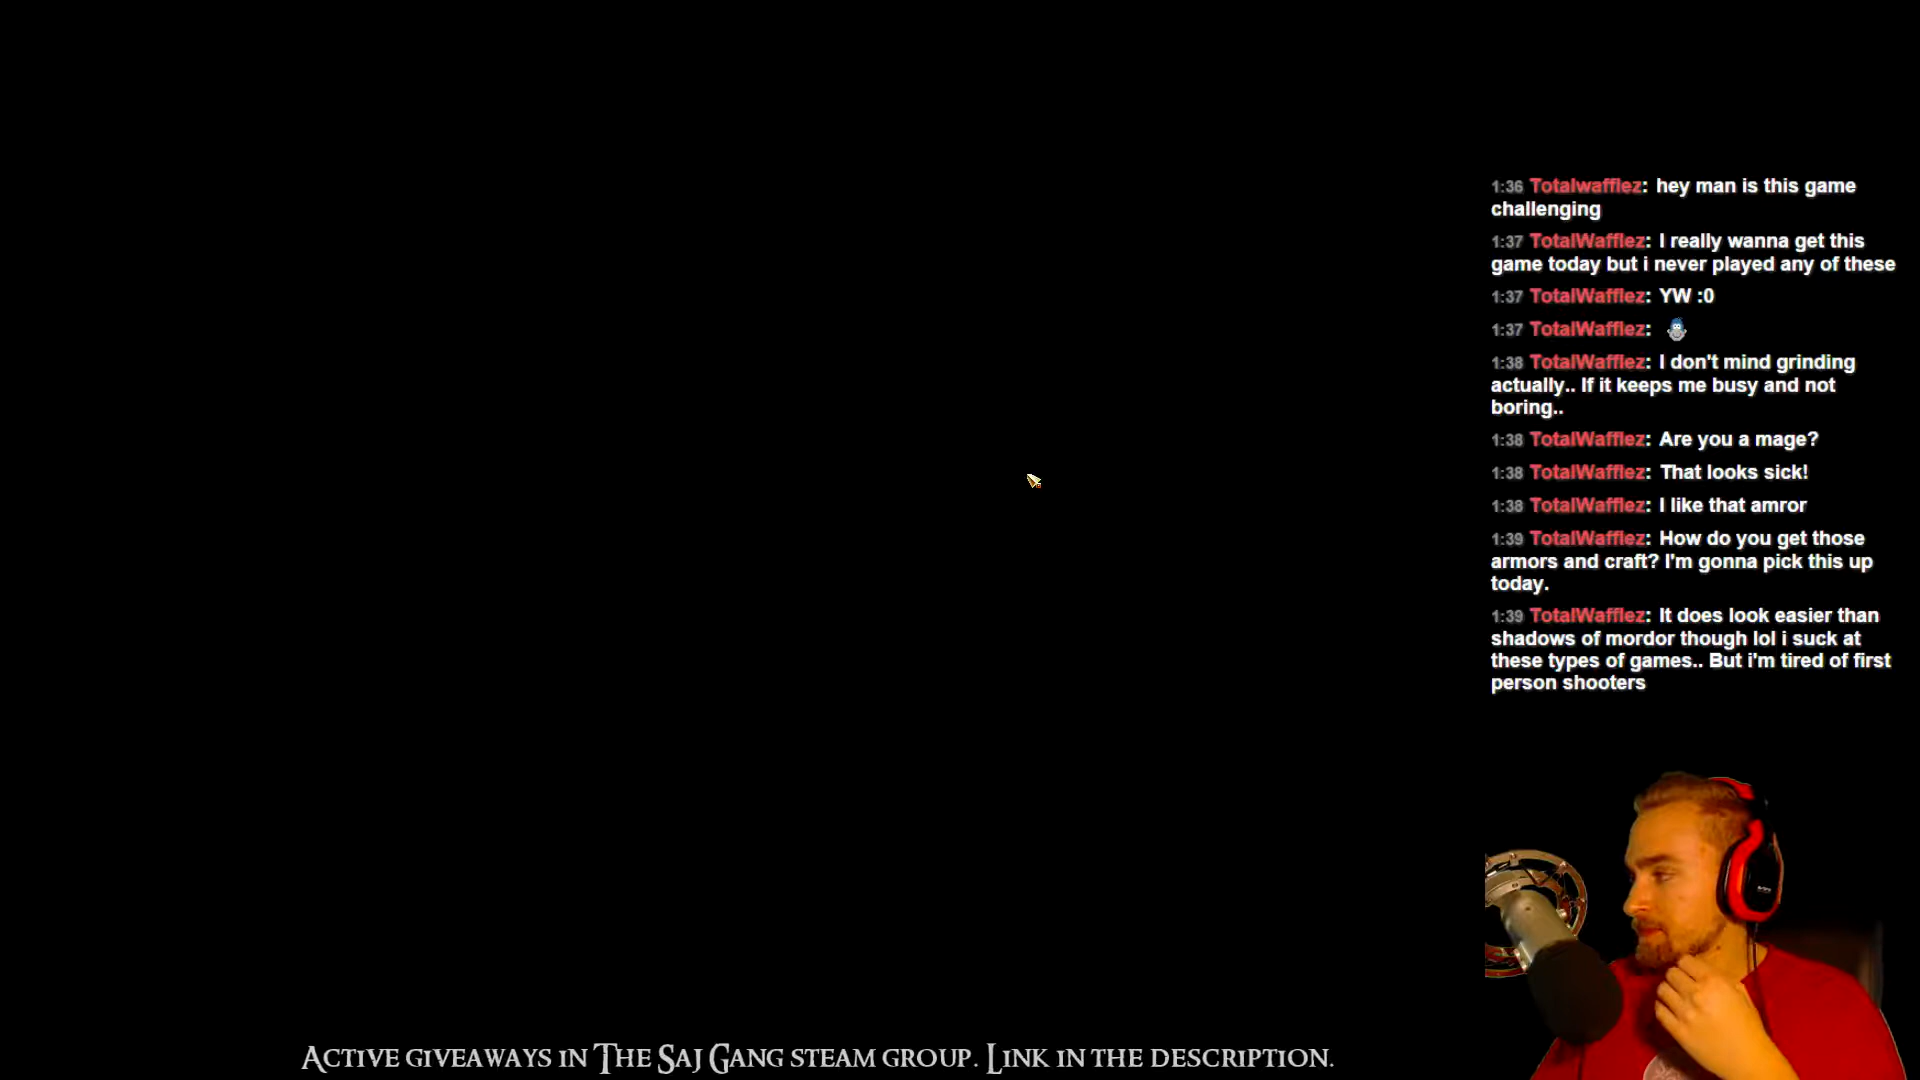 1:36 Totalwafflez: hey man is this game
challenging
1:37 TotalWafflez: I really wanna get this
game today but i never played any of these
1:37 TotalWafflez: YW :0
1:37 TotalWafflez:
1:38 TotalWafflez: I don't mind grinding
actually.. If it keeps me busy and not
boring..
1:38 TotalWafflez: Are you a mage?
1:38 TotalWafflez: That looks sick!
1:38 TotalWafflez: I like that amror
1:39 TotalWafflez: How do you get those
armors and craft? I'm gonna pick this up
today.
1:39 TotalWafflez: It does look easier than
shadows of mordor though lol i suck at
these types of games.. But i'm tired of first
person shooters
Active giveaways in The Saj Gang steam group. Link in the description.